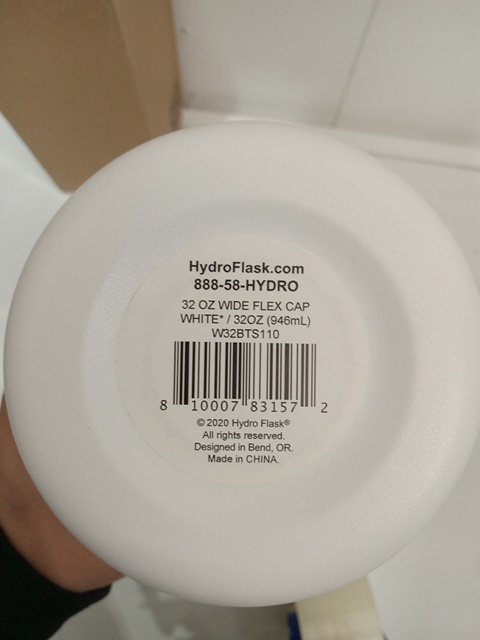 HydroFlask.com
888-58-HYDRO
32 OZ WIDE FLEX CAP
WHITE* / 32OZ (946mL)
W32BTS110
8 10007 83157 2
© 2020 Hydro Flask®
All rights reserved.
Designed in Bend, OR.
Made in CHINA.